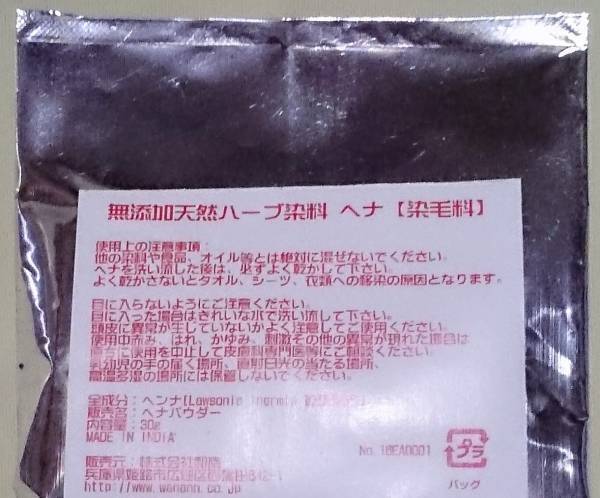 無添加天然ハーブ染料 ヘナ【染毛料】
使用上の注意事項:
他の染料や食品、オイル等とは絶対に混ぜないでください。
ヘナを洗い流した後は、必ずよく乾かして下さい。
よく乾かさないとタオル、シーツ、衣類への移染の原因となります。
目に入らないようにご注意ください。
目に入った場合はきれいな水で洗い流して下さい。
頭皮に異常が生じていないかよく注意してご使用ください。
使用中赤み、はれ、かゆみ、刺激その他の異常が現れた場合は
直ちに使用を中止して皮膚科専門医等にご相談ください。
乳幼児の手の届く場所、直射日光の当たる場所、
高温多湿の場所には保管しないでください。
全成分:ヘンナ[Lawsonia
販売名:ヘナパウダー
内容量:30g
MADE IN INDIA
No.16EA0001
プラ
販売元:株式会社
兵庫県姫路市広畑区
バッグ